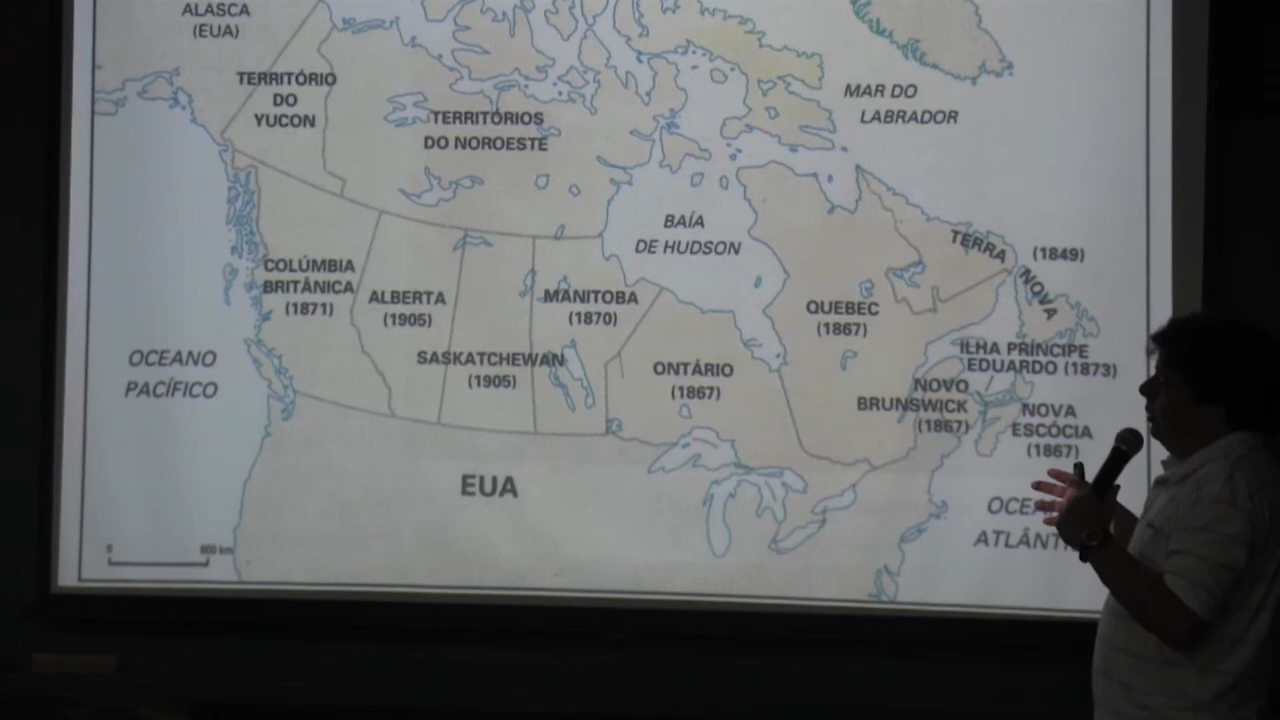 ALASCA
(EUA)
TERRITÓRIO
DO
YUCON
TERRITÓRIOS
DO NOROESTE
MAR DO
LABRADOR
BAÍA
DE HUDSON
TERRA
NOVA
(1849)
COLÚMBIA
BRITÂNICA
(1871)
ALBERTA
(1905)
SASKATCHEWAN
(1905)
MANITOBA
(1870)
ONTÁRIO
(1867)
QUEBEC
(1867)
ILHA PRÍNCIPE
EDUARDO (1873)
NOVO
BRUNSWICK
(1867)
NOVA
ESCÓCIA
(1867)
OCEANO
PACÍFICO
EUA
ATLÂNT
0